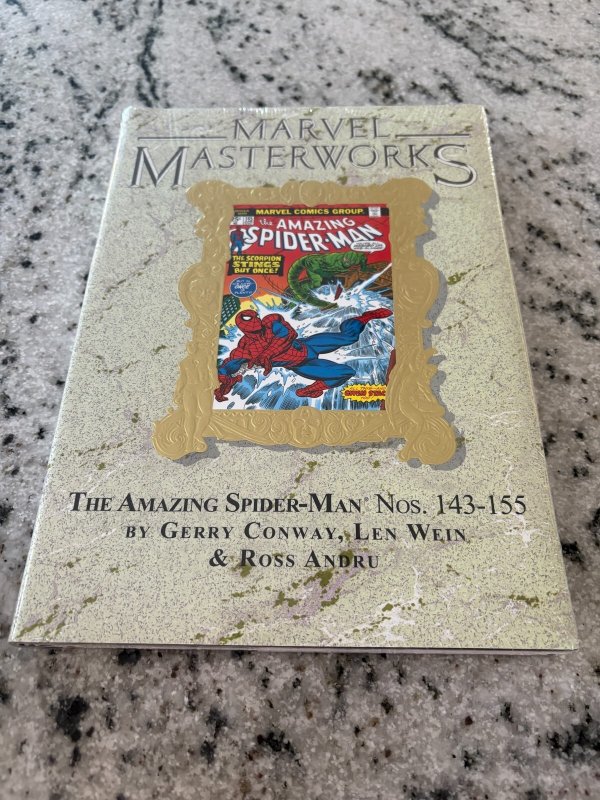 MARVEL
MASTERWORKS
MARVEL COMICS GROUP
THE AMAZING
SPIDER-MAN
THE SCORPION
STINGS
BUT ONCE!
THE AMAZING SPIDER-MAN® NOS. 143-155
BY GERRY CONWAY, LEN WEIN
& ROSS ANDRU